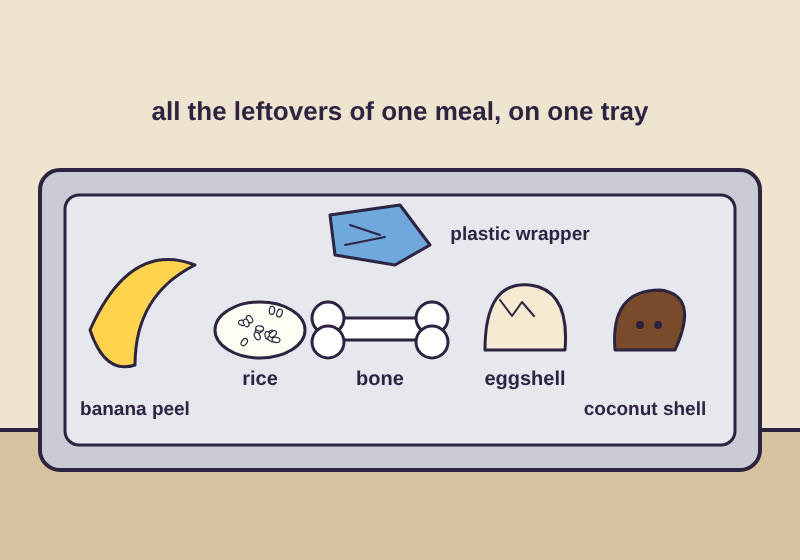 all the leftovers of one meal, on one tray
plastic wrapper
rice
bone
eggshell
banana peel
coconut shell